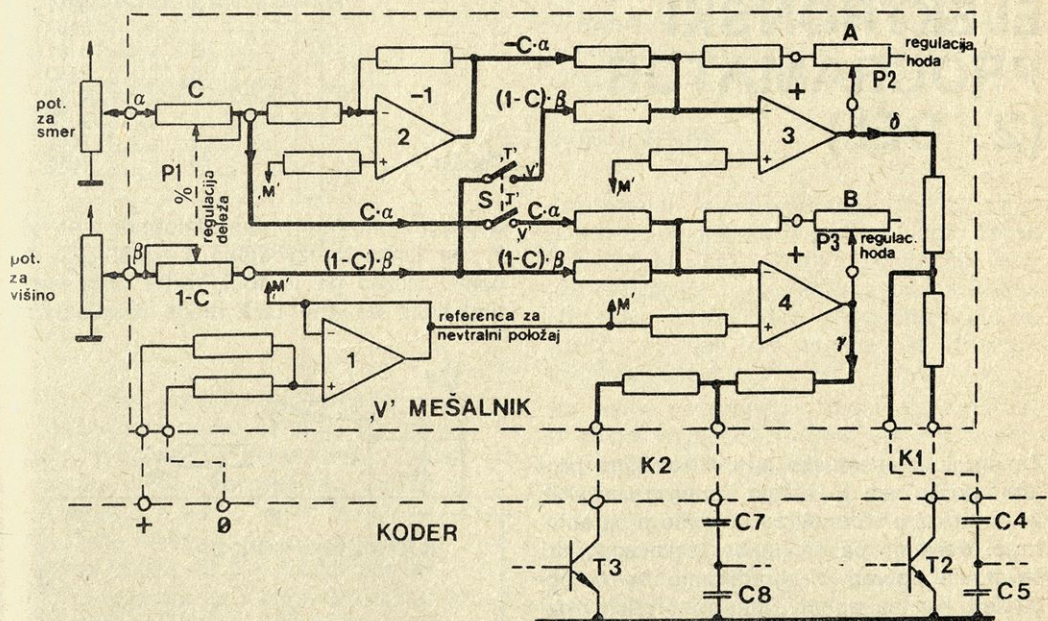 A
regulacija
hoda
P2
-C·α
C
-1
pot.
za
smer
α
2
(1-C)·β
+
3
δ
P1
%
regulacija
deleža
‚M'
S
‚T'
‚V'
‚T'
‚V'
‚M'
C·α
C·α
B
P3
regulac.
hoda
pot.
za
višino
β
1-C
(1-C)·β
(1-C)·β
+
4
γ
‚M'
‚M'
referenca za
nevtralni položaj
1
‚V' MEŠALNIK
K2
K1
+
0
KODER
T3
C7
C8
T2
C4
C5